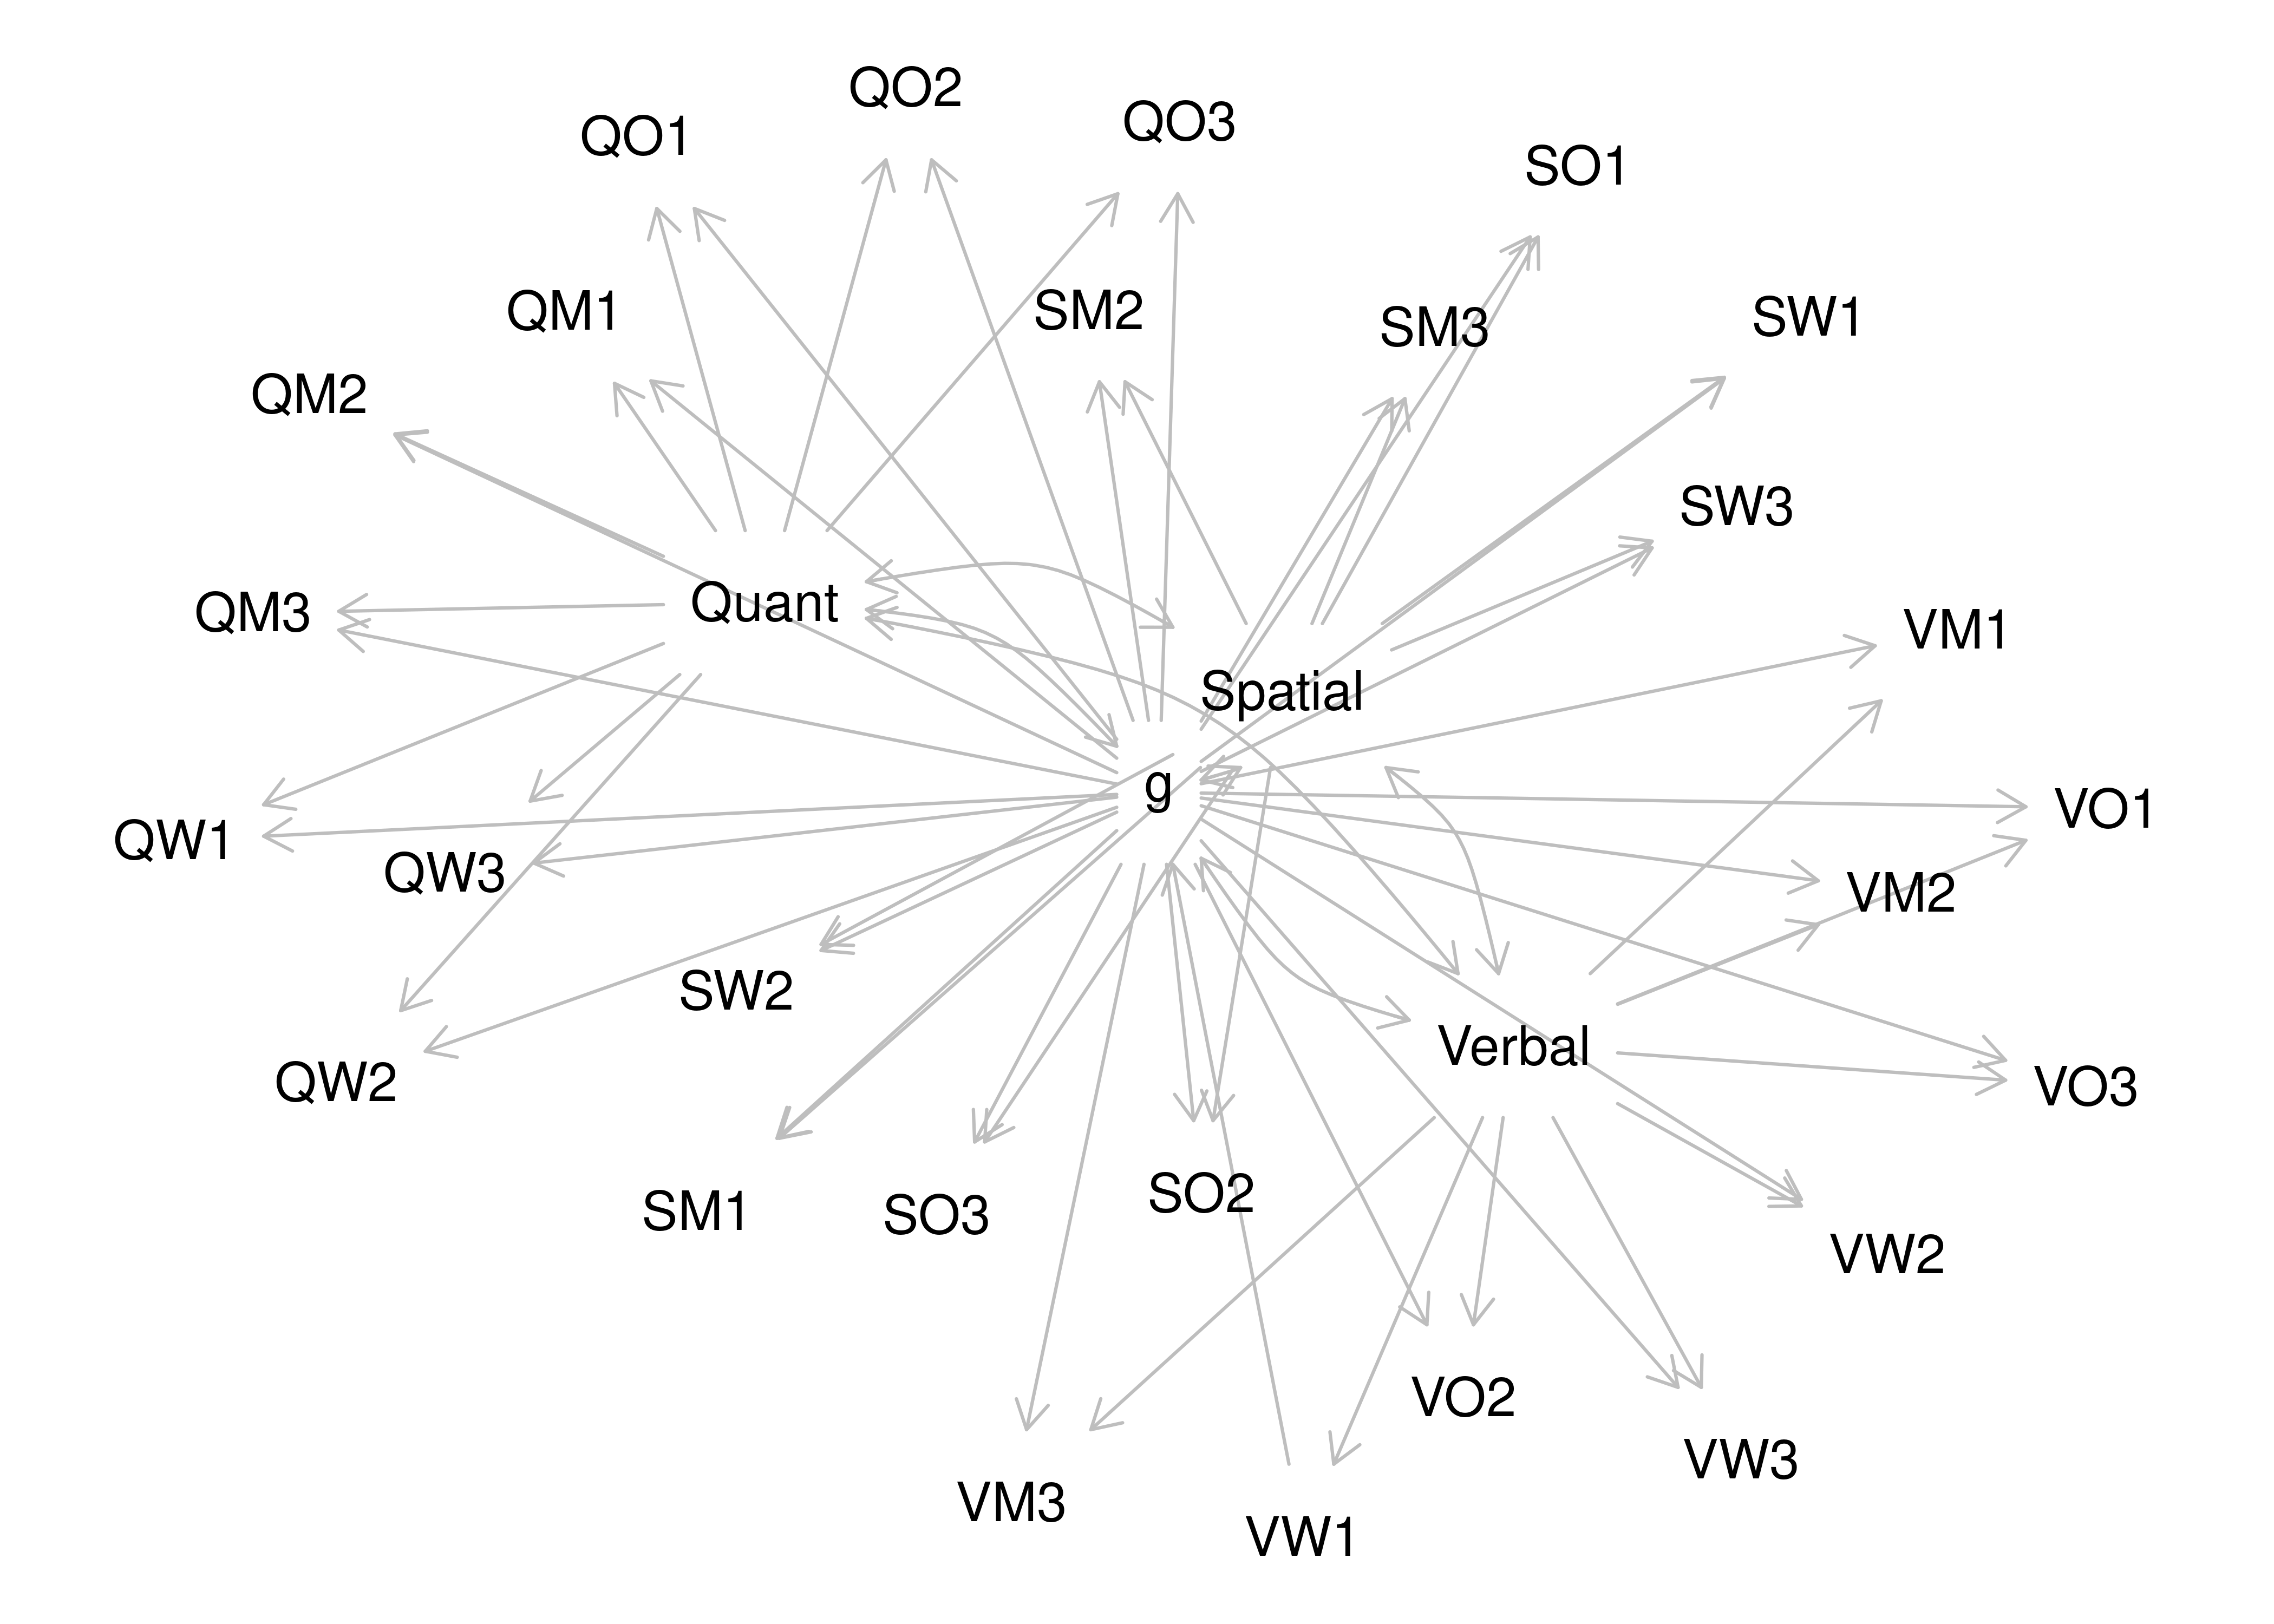 QO2
QO3
QO1
SO1
QM1
SM2
SW1
SM3
QM2
SW3
Quant
QM3
VM1
Spatial
g
VO1
QW1
QW3
VM2
SW2
Verbal
QW2
VO3
SO2
SM1
SO3
VW2
VO2
VW3
VM3
VW1